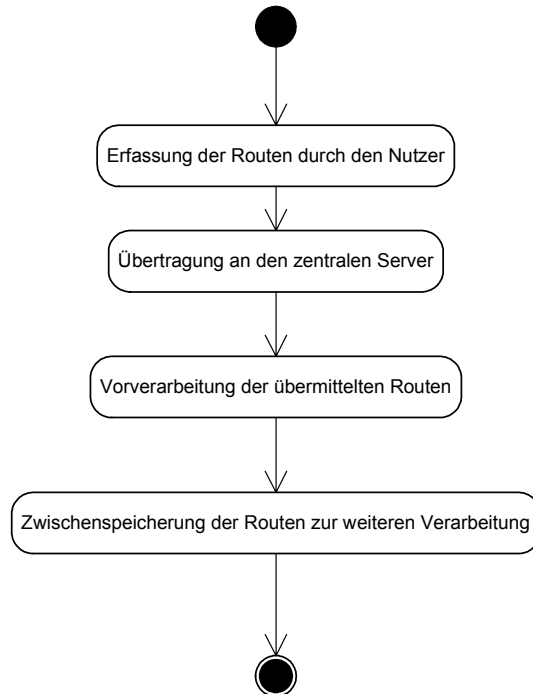 Erfassung der Routen durch den Nutzer
Übertragung an den zentralen Server
Vorverarbeitung der übermittelten Routen
Zwischenspeicherung der Routen zur weiteren Verarbeitung